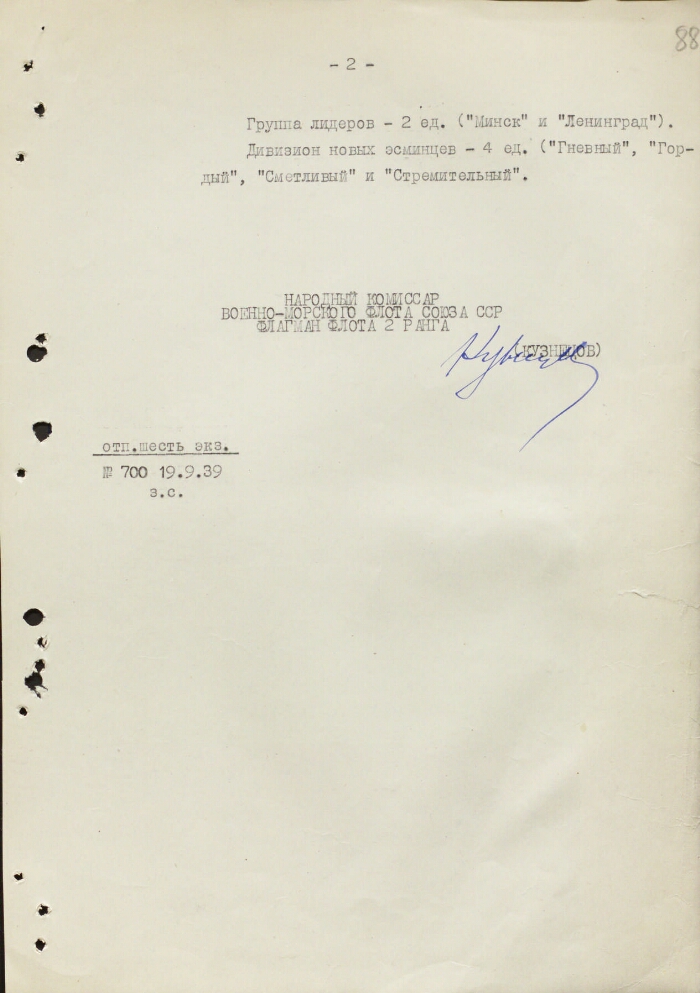 88
- 2 -
Группа лидеров - 2 ед. ("Минск" и "Ленинград").
Дивизион новых эсминцев - 4 ед. ("Гневный", "Гор-
дый", "Сметливый" и "Стремительный".
НАРОДНЫЙ КОМИССАР
ВОЕННО-МОРСКОГО ФЛОТА СОЮЗА ССР
ФЛАГМАН ФЛОТА 2 РАНГА
(КУЗНЕЦОВ)
отп.шесть экз.
№ 700 19.9.39
з.с.